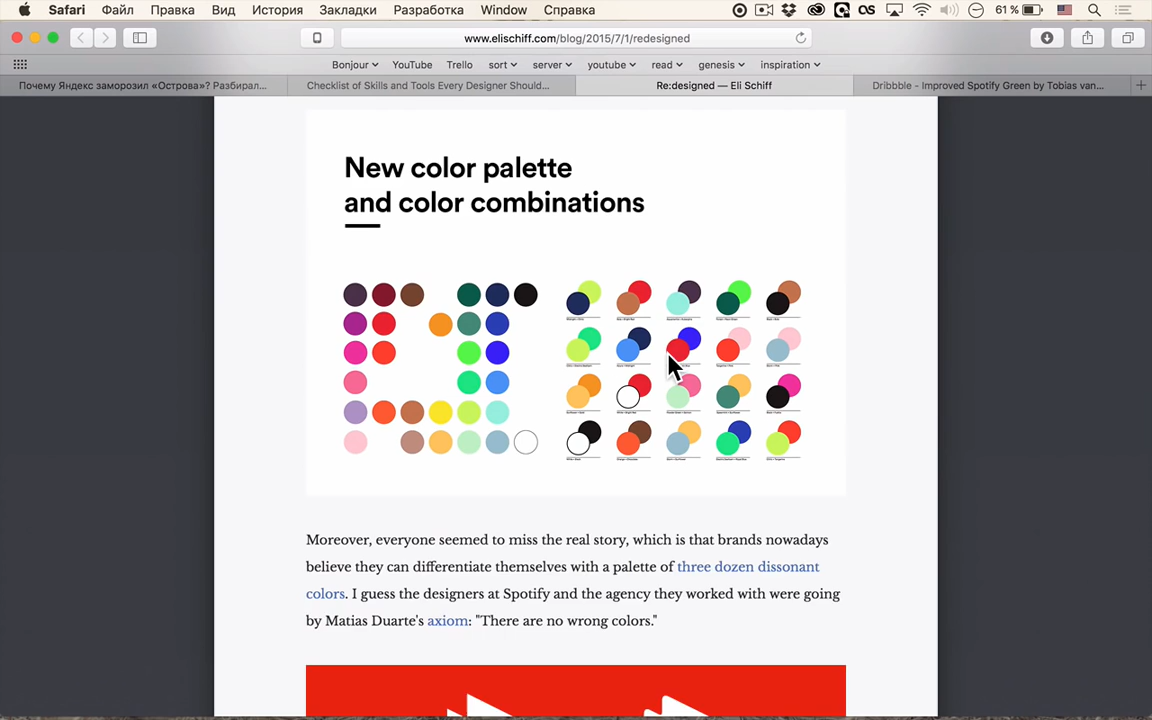 Safari Файл Правка Вид История Закладки Разработка Window Справка 61 %
www.elischiff.com/blog/2015/7/1/redesigned
Bonjour YouTube Trello sort server youtube read genesis inspiration
Почему Яндекс заморозил «Острова»? Разбирал... Checklist of Skills and Tools Every Designer Should... Re:designed — Eli Schiff Dribbble - Improved Spotify Green by Tobias van...
New color palette
and color combinations
Moreover, everyone seemed to miss the real story, which is that brands nowadays
believe they can differentiate themselves with a palette of three dozen dissonant
colors. I guess the designers at Spotify and the agency they worked with were going
by Matias Duarte's axiom: "There are no wrong colors."